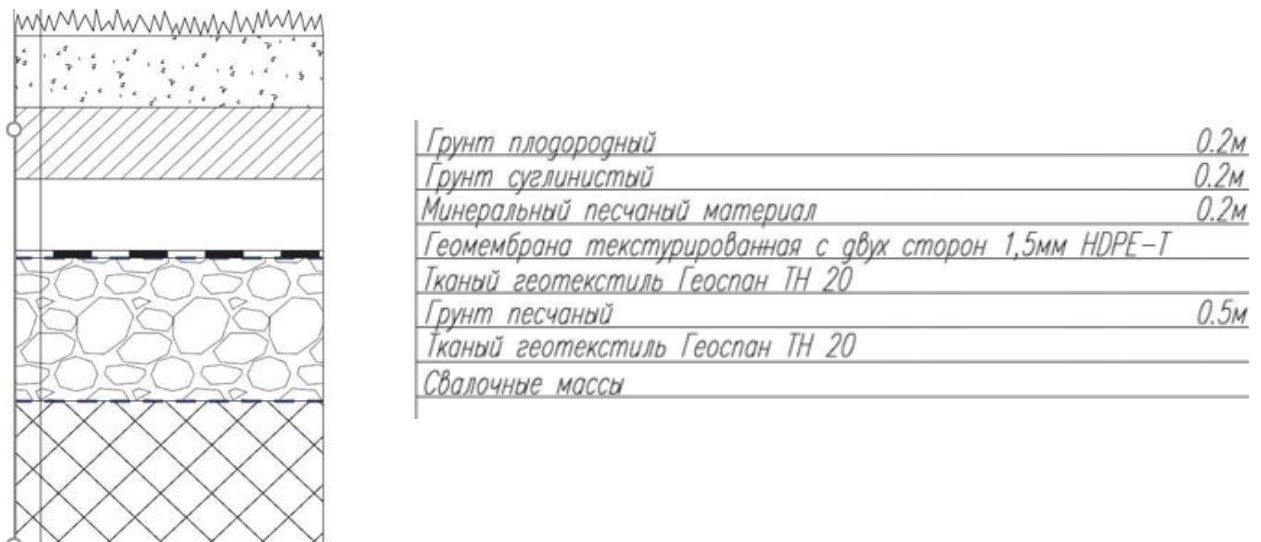 Грунт плодородный 0.2м
Грунт суглинистый 0.2м
Минеральный песчаный материал 0.2м
Геомембрана текстурированная с двух сторон 1,5мм HDPE-T
Тканый геотекстиль Геоспан ТН 20
Грунт песчаный 0.5м
Тканый геотекстиль Геоспан ТН 20
Свалочные массы